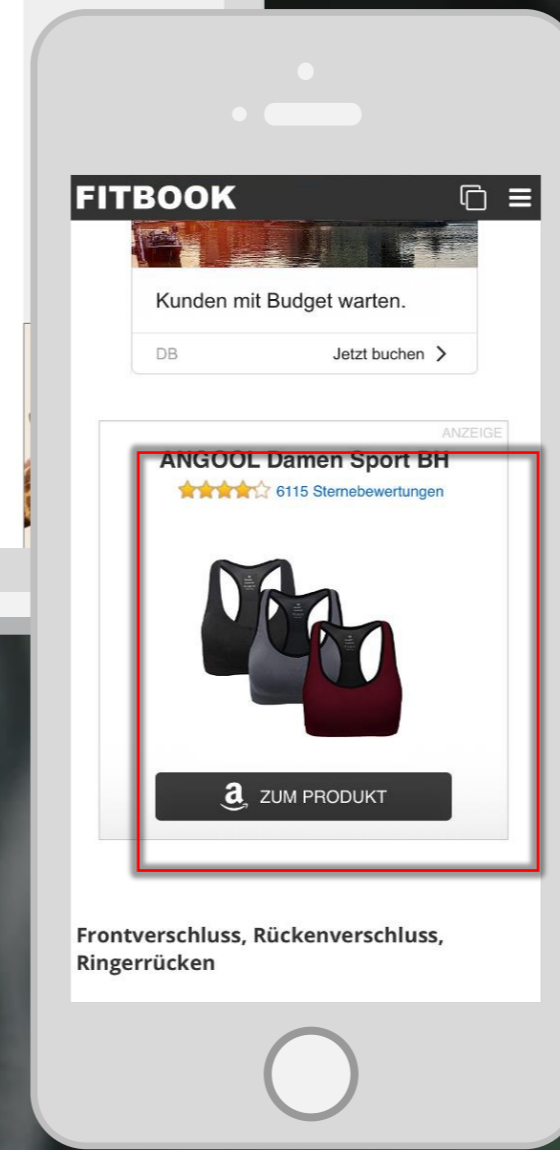 FITBOOK
Kunden mit Budget warten.
DB
Jetzt buchen
ANZEIGE
ANGOOL Damen Sport BH
6115 Sternebewertungen
a ZUM PRODUKT
Frontverschluss, Rückenverschluss,
Ringerrücken